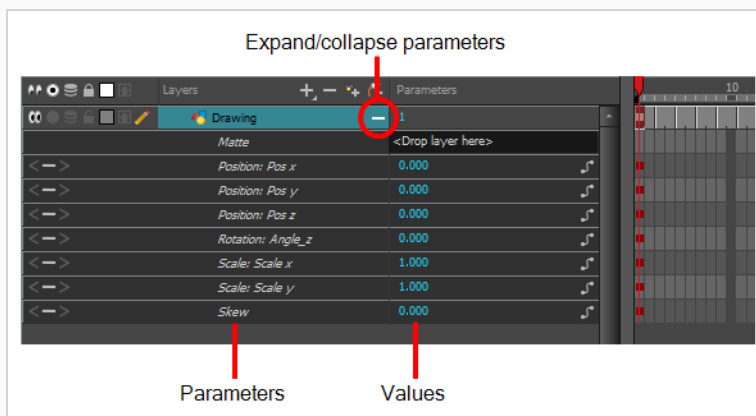 Expand/collapse parameters
Layers Parameters 10
Drawing 1
Matte <Drop layer here>
Position: Pos x 0.000
Position: Pos y 0.000
Position: Pos z 0.000
Rotation: Angle_z 0.000
Scale: Scale x 1.000
Scale: Scale y 1.000
Skew 0.000
Parameters Values